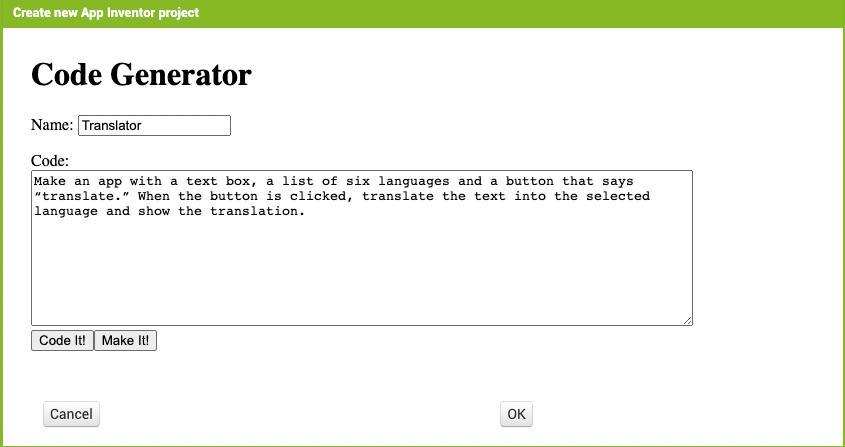 Create new App Inventor project
Code Generator
Name: Translator
Code:
Make an app with a text box, a list of six languages and a button that says
“translate.” When the button is clicked, translate the text into the selected
language and show the translation.
Code It! Make It!
Cancel OK